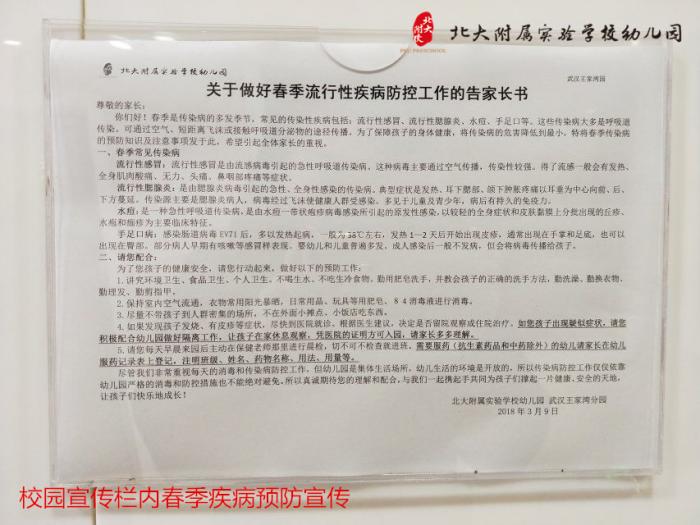 北大附属实验学校幼儿园
北大附属实验学校幼儿园
武汉王家湾园
关于做好春季流行性疾病防控工作的告家长书
尊敬的家长：
你们好！春季是传染病的多发季节，常见的传染性疾病包括：流行性感冒、流行性腮腺炎、水痘、手足口等。这些传染病大多是呼吸道
传染，可通过空气、短距离飞沫或接触呼吸道分泌物的途径传播。为了保障孩子的身体健康，将传染病的危害降低到最小，特将春季传染病
的预防知识及注意事项发于此，希望引起全体家长的重视。
一、春季常见传染病
流行性感冒：流行性感冒是由流感病毒引起的急性呼吸道传染病，这种病毒主要通过空气传播，传染性较强。得了流感一般会有发热、
全身肌肉酸痛、无力、头痛、鼻咽部疼痛等症状。
流行性腮腺炎：是由腮腺炎病毒引起的急性、全身性感染的传染病，典型症状是发热、耳下腮部、颌下肿胀疼痛以耳垂为中心向前、后、
下方蔓延。传染源主要是腮腺炎病人，病毒经过飞沫使健康人群受感染。多见于儿童及青少年，病后有持久的免疫力。
水痘：是一种急性呼吸道传染病，是由水痘—带状疱疹病毒感染所引起的原发性感染，以较轻的全身症状和皮肤黏膜上分批出现的丘疹、
水疱和痂疹为主要临床特征。
手足口病：感染肠道病毒 EV71 后，多以发热起病，一般为 38℃左右，发热 1—2 天后开始出现皮疹，通常出现在手掌和足底，也可以
出现在臀部。部分病人早期有咳嗽等感冒样表现。婴幼儿和儿童普遍多发，成人感染后一般不发病，但会将病毒传播给孩子。
二、请您配合：
为了您孩子的健康安全，请您行动起来，做好以下的预防工作：
1.讲究环境卫生、食品卫生、个人卫生。不喝生水、不吃生冷食物，勤用肥皂洗手，并教会孩子的正确的洗手方法，勤洗澡、勤换衣物、
勤理发、勤剪指甲。
2.保持室内空气流通，衣物常用阳光暴晒，日常用品、玩具等用肥皂、84 消毒液进行消毒。
3.尽量不带孩子到人群密集的场所，不在外面小摊点、小饭店吃东西。
4.如果发现孩子发烧、有皮疹等症状，尽快到医院就诊，根据医生建议，决定是否留院观察或住院治疗。如您孩子出现疑似症状，请您
积极配合幼儿园做好隔离工作，让孩子在家休息观察，凭医院的证明方可入园，请家长多多理解。
5.请您每天早晨来园后主动在保健老师那里进行晨检，切不可不检查就进班，需要服药（抗生素药品和中药除外）的幼儿请家长在幼儿
服药记录表上登记，注明班级、姓名、药物名称、用法、用量等。
尽管我们非常重视每天的消毒和传染病防控工作，但幼儿园是集体生活场所，幼儿生活的环境是开放的，所以传染病防控工作仅仅依靠
幼儿园严格的消毒和防控措施也不能绝对避免，所以真诚期待您的理解和配合，与我们一起携起手共同为孩子们撑起一片健康、安全的天地，
让孩子们快乐地成长！
北大附属实验学校幼儿园 武汉王家湾分园
2018 年 3 月 9 日
校园宣传栏内春季疾病预防宣传